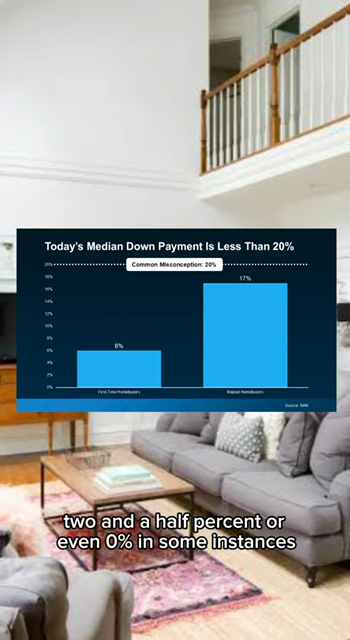 Today's Median Down Payment Is Less Than 20%
20%
Common Misconception: 20%
18%
17%
16%
14%
12%
10%
8%
6%
6%
4%
2%
0%
First-Time Homebuyers
Repeat Homebuyers
Source: NAR
two and a half percent or
even 0% in some instances